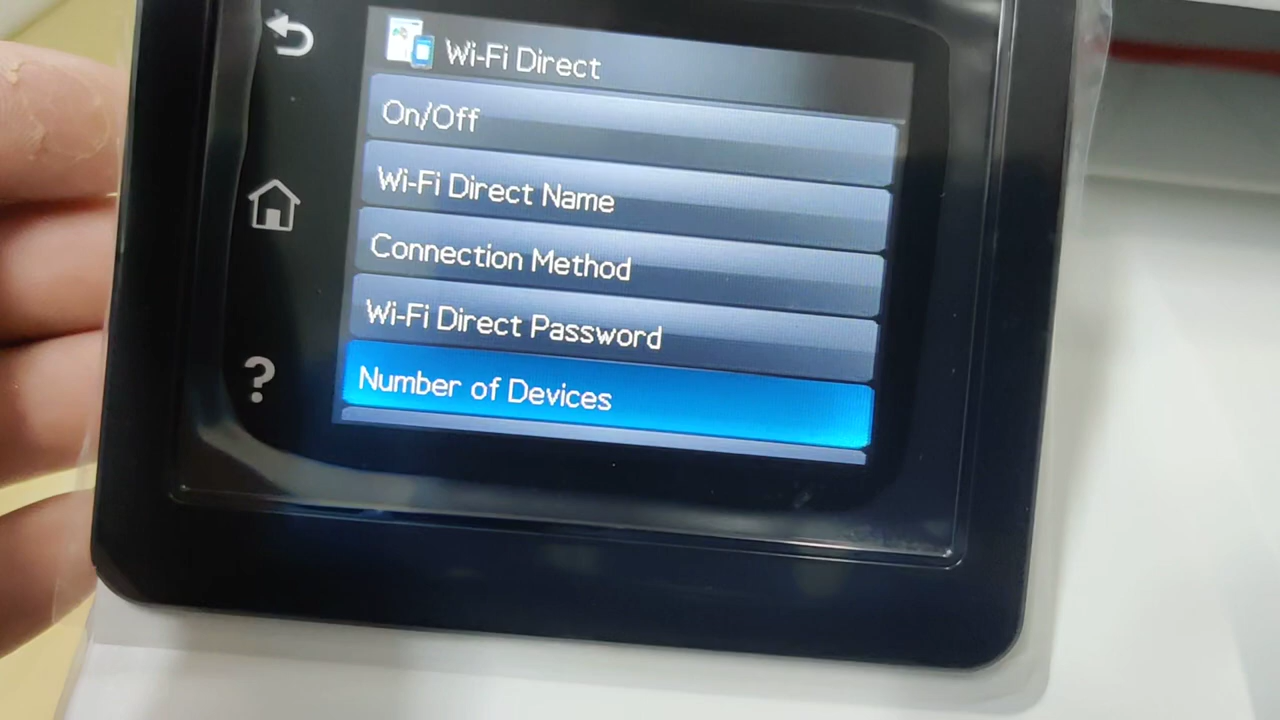 Wi-Fi Direct
On/Off
Wi-Fi Direct Name
Connection Method
Wi-Fi Direct Password
Number of Devices
?